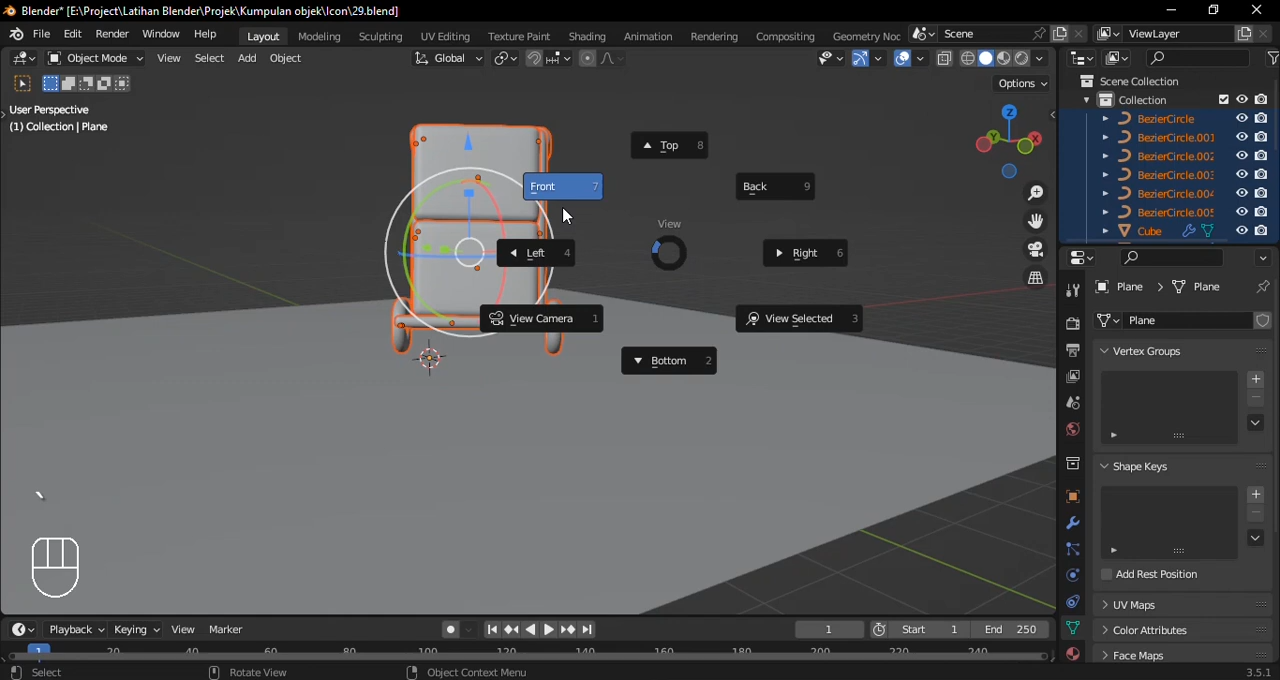 Blender* [E:\Project\Latihan Blender\Projek\Kumpulan objek\Icon\29.blend]
File Edit Render Window Help Layout Modeling Sculpting UV Editing Texture Paint Shading Animation Rendering Compositing Geometry Noc Scene ViewLayer
Object Mode View Select Add Object Global
Options
User Perspective
(1) Collection | Plane
Scene Collection
Collection
BezierCircle
BezierCircle.001
BezierCircle.002
BezierCircle.003
BezierCircle.004
BezierCircle.005
Cube
Z
Y
X
Top 8
Front 7
Back 9
View
Left 4
Right 6
View Camera 1
View Selected 3
Bottom 2
Plane > Plane
Plane
Vertex Groups
Shape Keys
Add Rest Position
UV Maps
Color Attributes
Face Maps
Playback Keying View Marker 1 Start 1 End 250
1 20 40 60 80 100 120 140 160 180 200 220 240
Select Rotate View Object Context Menu 3.5.1